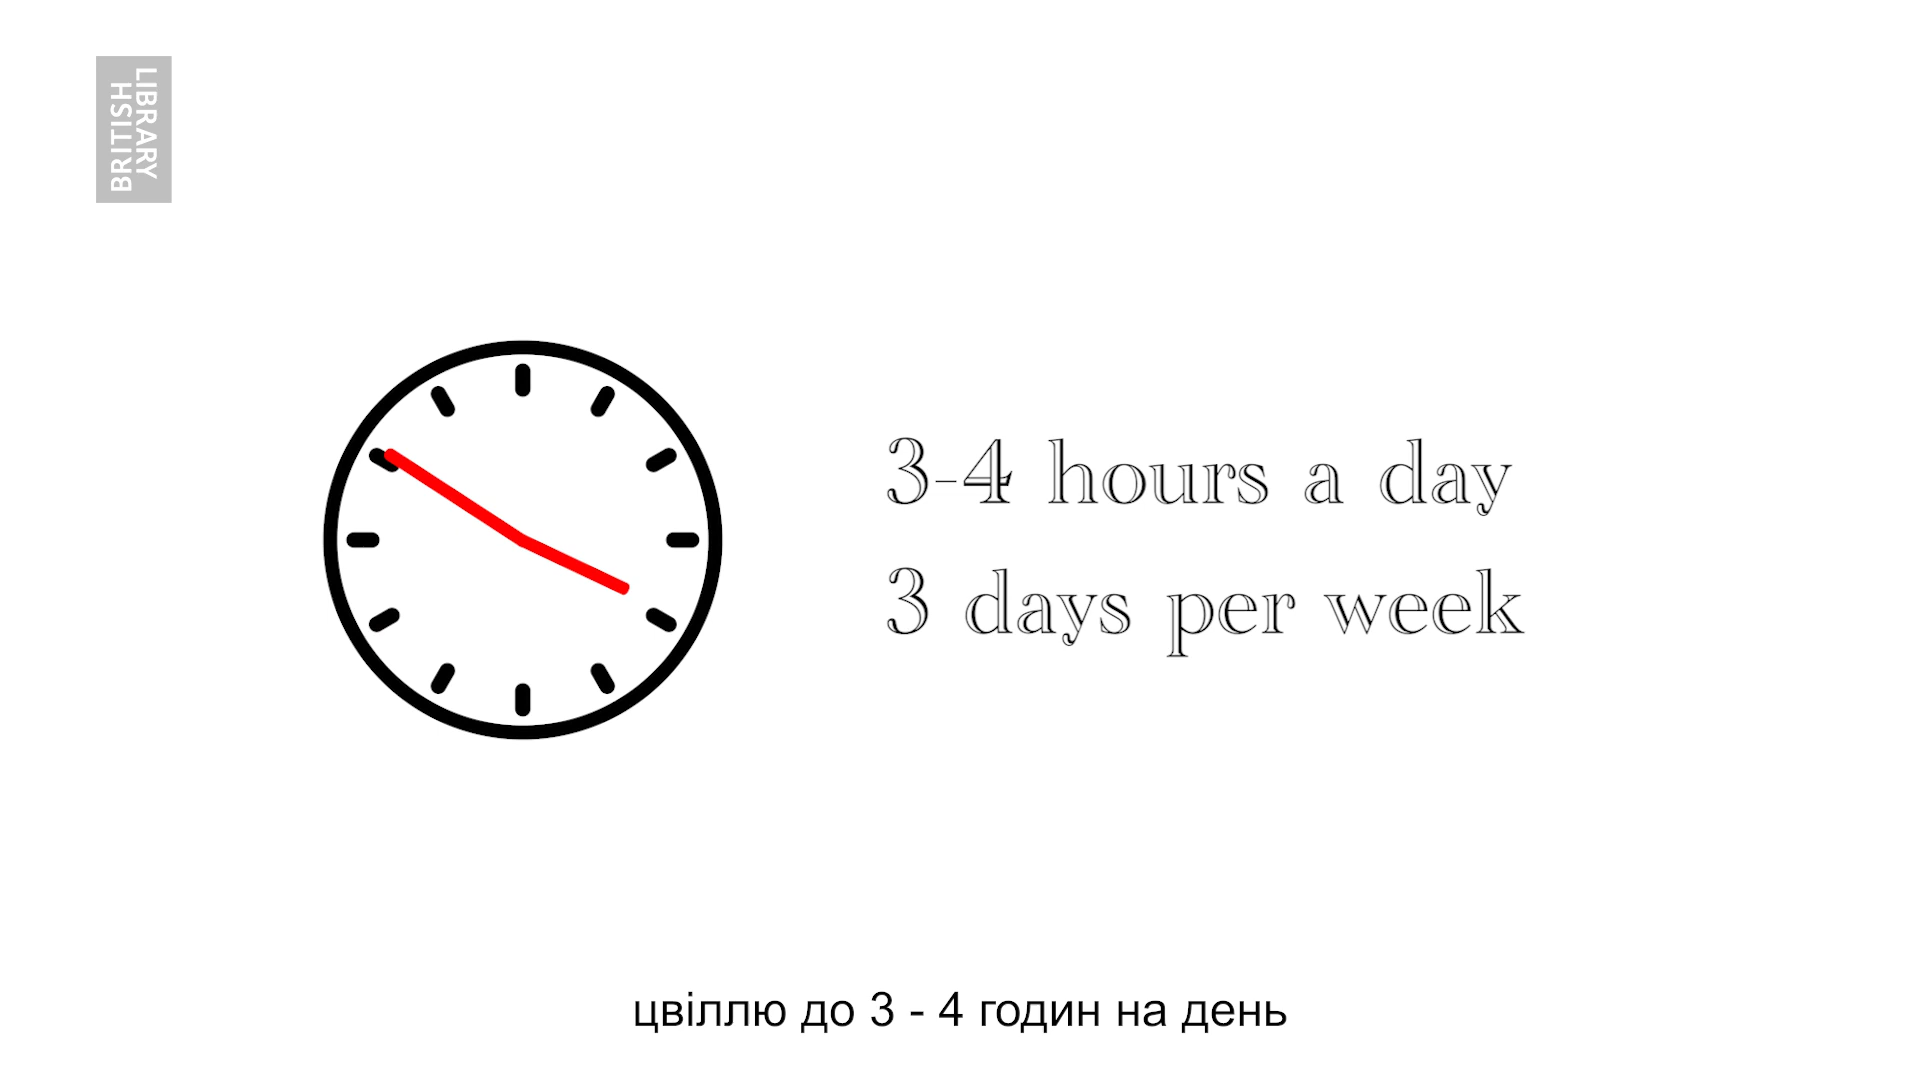 BRITISH
LIBRARY
3-4 hours a day
3 days per week
цвіллю до 3 - 4 годин на день